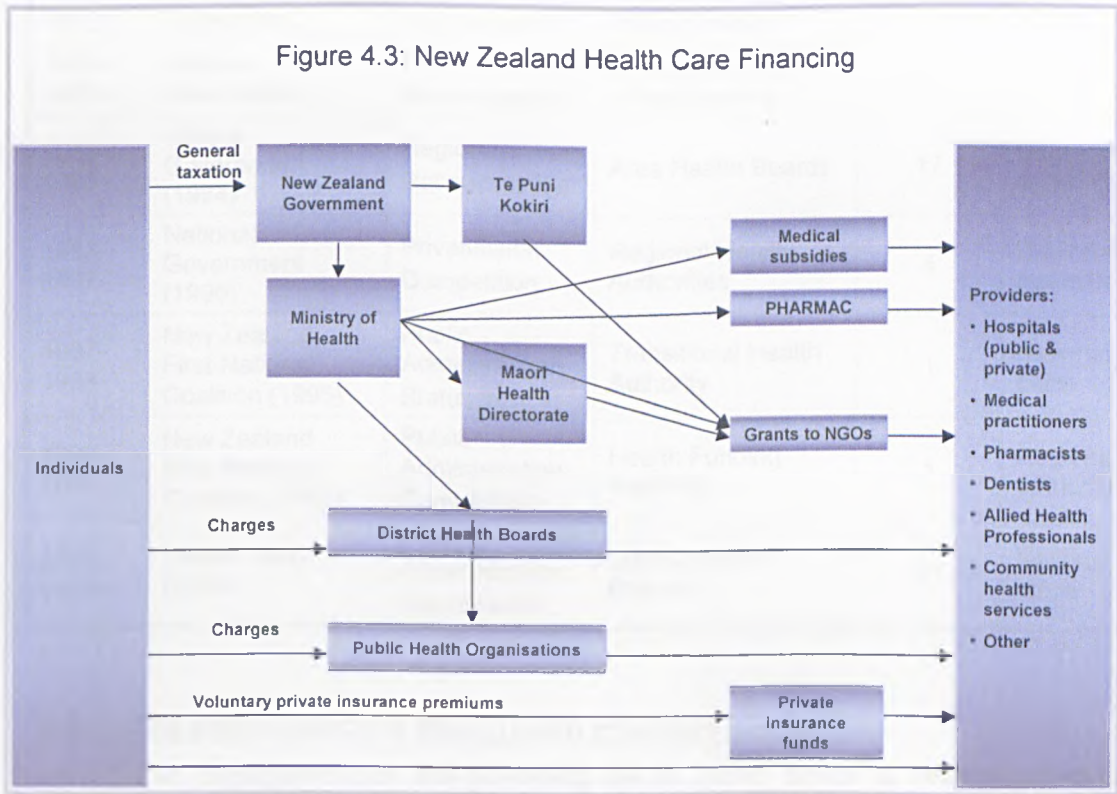 Figure 4.3: New Zealand Health Care Financing
General
taxation
New Zealand
Government
Te Puni
Kokiri
Medical
subsidies
Ministry of
Health
PHARMAC
Maori
Health
Directorate
Grants to NGOs
Individuals
Charges
District Health Boards
Charges
Public Health Organisations
Voluntary private insurance premiums
Private
insurance
funds
Providers:
• Hospitals
(public &
private)
• Medical
practitioners
• Pharmacists
• Dentists
• Allied Health
Professionals
• Community
health
services
• Other
Area Health Boards